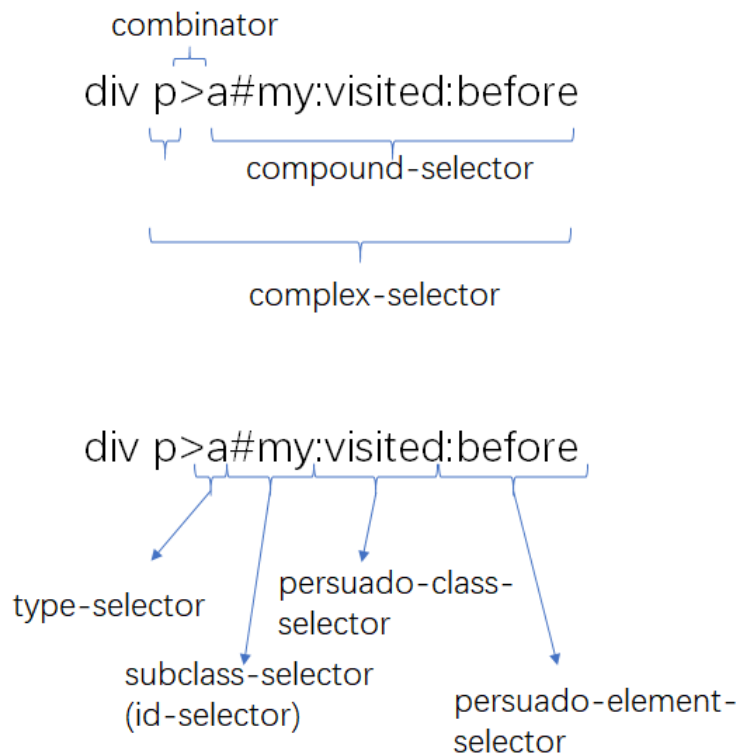 combinator
div p>a#my:visited:before
compound-selector
complex-selector
div p>a#my:visited:before
type-selector
persuado-class-
selector
subclass-selector
(id-selector)
persuado-element-
selector